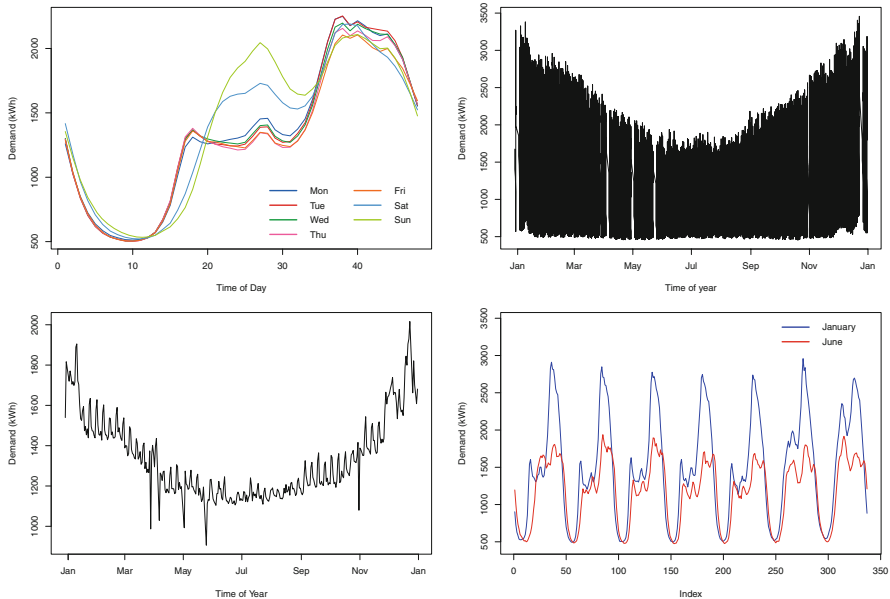 Demand (kWh)
2000
1500
1000
500
Mon
Tue
Wed
Thu
Fri
Sat
Sun
0
10
20
30
40
Time of Day
Demand (kWh)
3500
3000
2500
2000
1500
1000
500
Jan
Mar
May
Jul
Sep
Nov
Jan
Time of year
Demand (kWh)
2000
1800
1600
1400
1200
1000
Jan
Mar
May
Jul
Sep
Nov
Jan
Time of Year
Demand (kWh)
3500
3000
2500
2000
1500
1000
500
January
June
0
50
100
150
200
250
300
350
Index